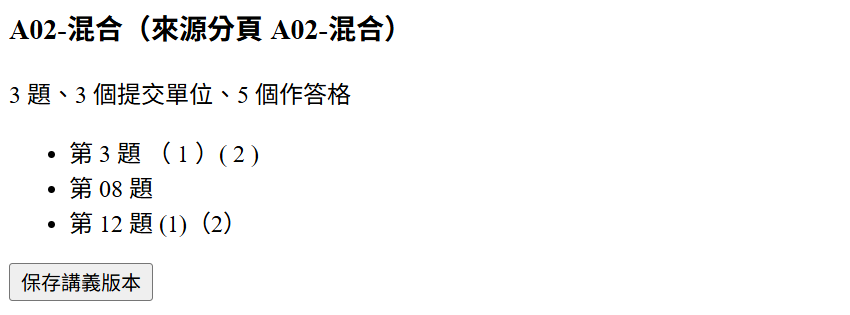 A02-混合（來源分頁 A02-混合）
3 題、3 個提交單位、5 個作答格
• 第 3 題 （ 1 ）( 2 )
• 第 08 題
• 第 12 題 (1)（2）
保存講義版本